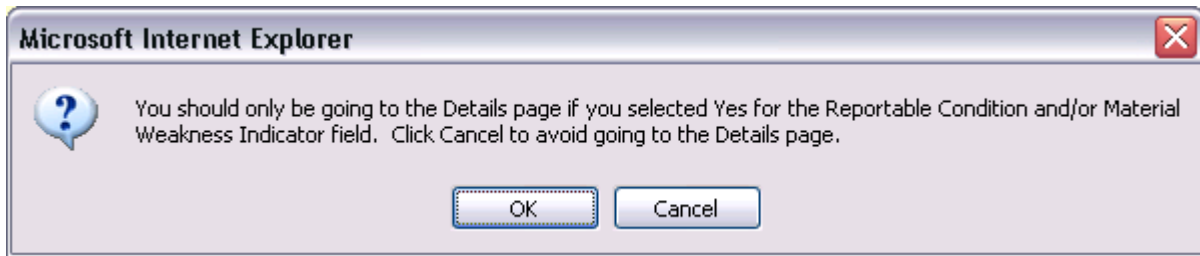 Microsoft Internet Explorer
?
You should only be going to the Details page if you selected Yes for the Reportable Condition and/or Material
Weakness Indicator field.  Click Cancel to avoid going to the Details page.
OK
Cancel